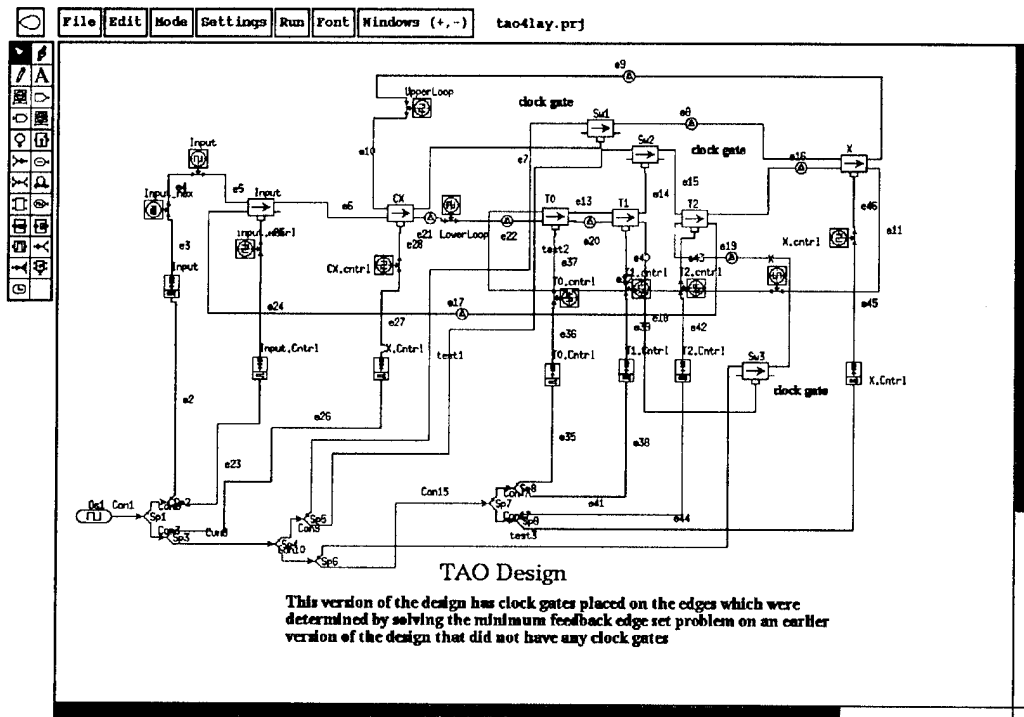 File Edit Mode Settings Run Font Windows (+,-) tao4lay.prj
e9
UpperLoop
clock gate
Sw1
e8
Sw2
clock gate
Input
e10
e7
e16
X
e4
e5
Input
CX
e14
e15
e6
T0
e13
T1
T2
e46
e3
e21
LowerLoop
e22
e20
e28
test2
e37
e43
e19
X.cntrl
e11
X
Input
CX.cntrl
T0.cntrl
T1.cntrl
T2.cntrl
e24
e17
e45
e27
e36
e39
e18
e42
Input.Cntrl
X.Cntrl
test1
T0.Cntrl
T1.Cntrl
T2.Cntrl
Sw3
X.Cntrl
clock gate
e2
e26
e35
e38
e23
Con15
Sp8
Os1 Con1
Sp1
Sp7
e41
Sp5
Con9
Sp9
e44
Sp3
Sp4
Con10
test3
Sp6
TAO Design
This version of the design has clock gates placed on the edges which were
determined by solving the minimum feedback edge set problem on an earlier
version of the design that did not have any clock gates